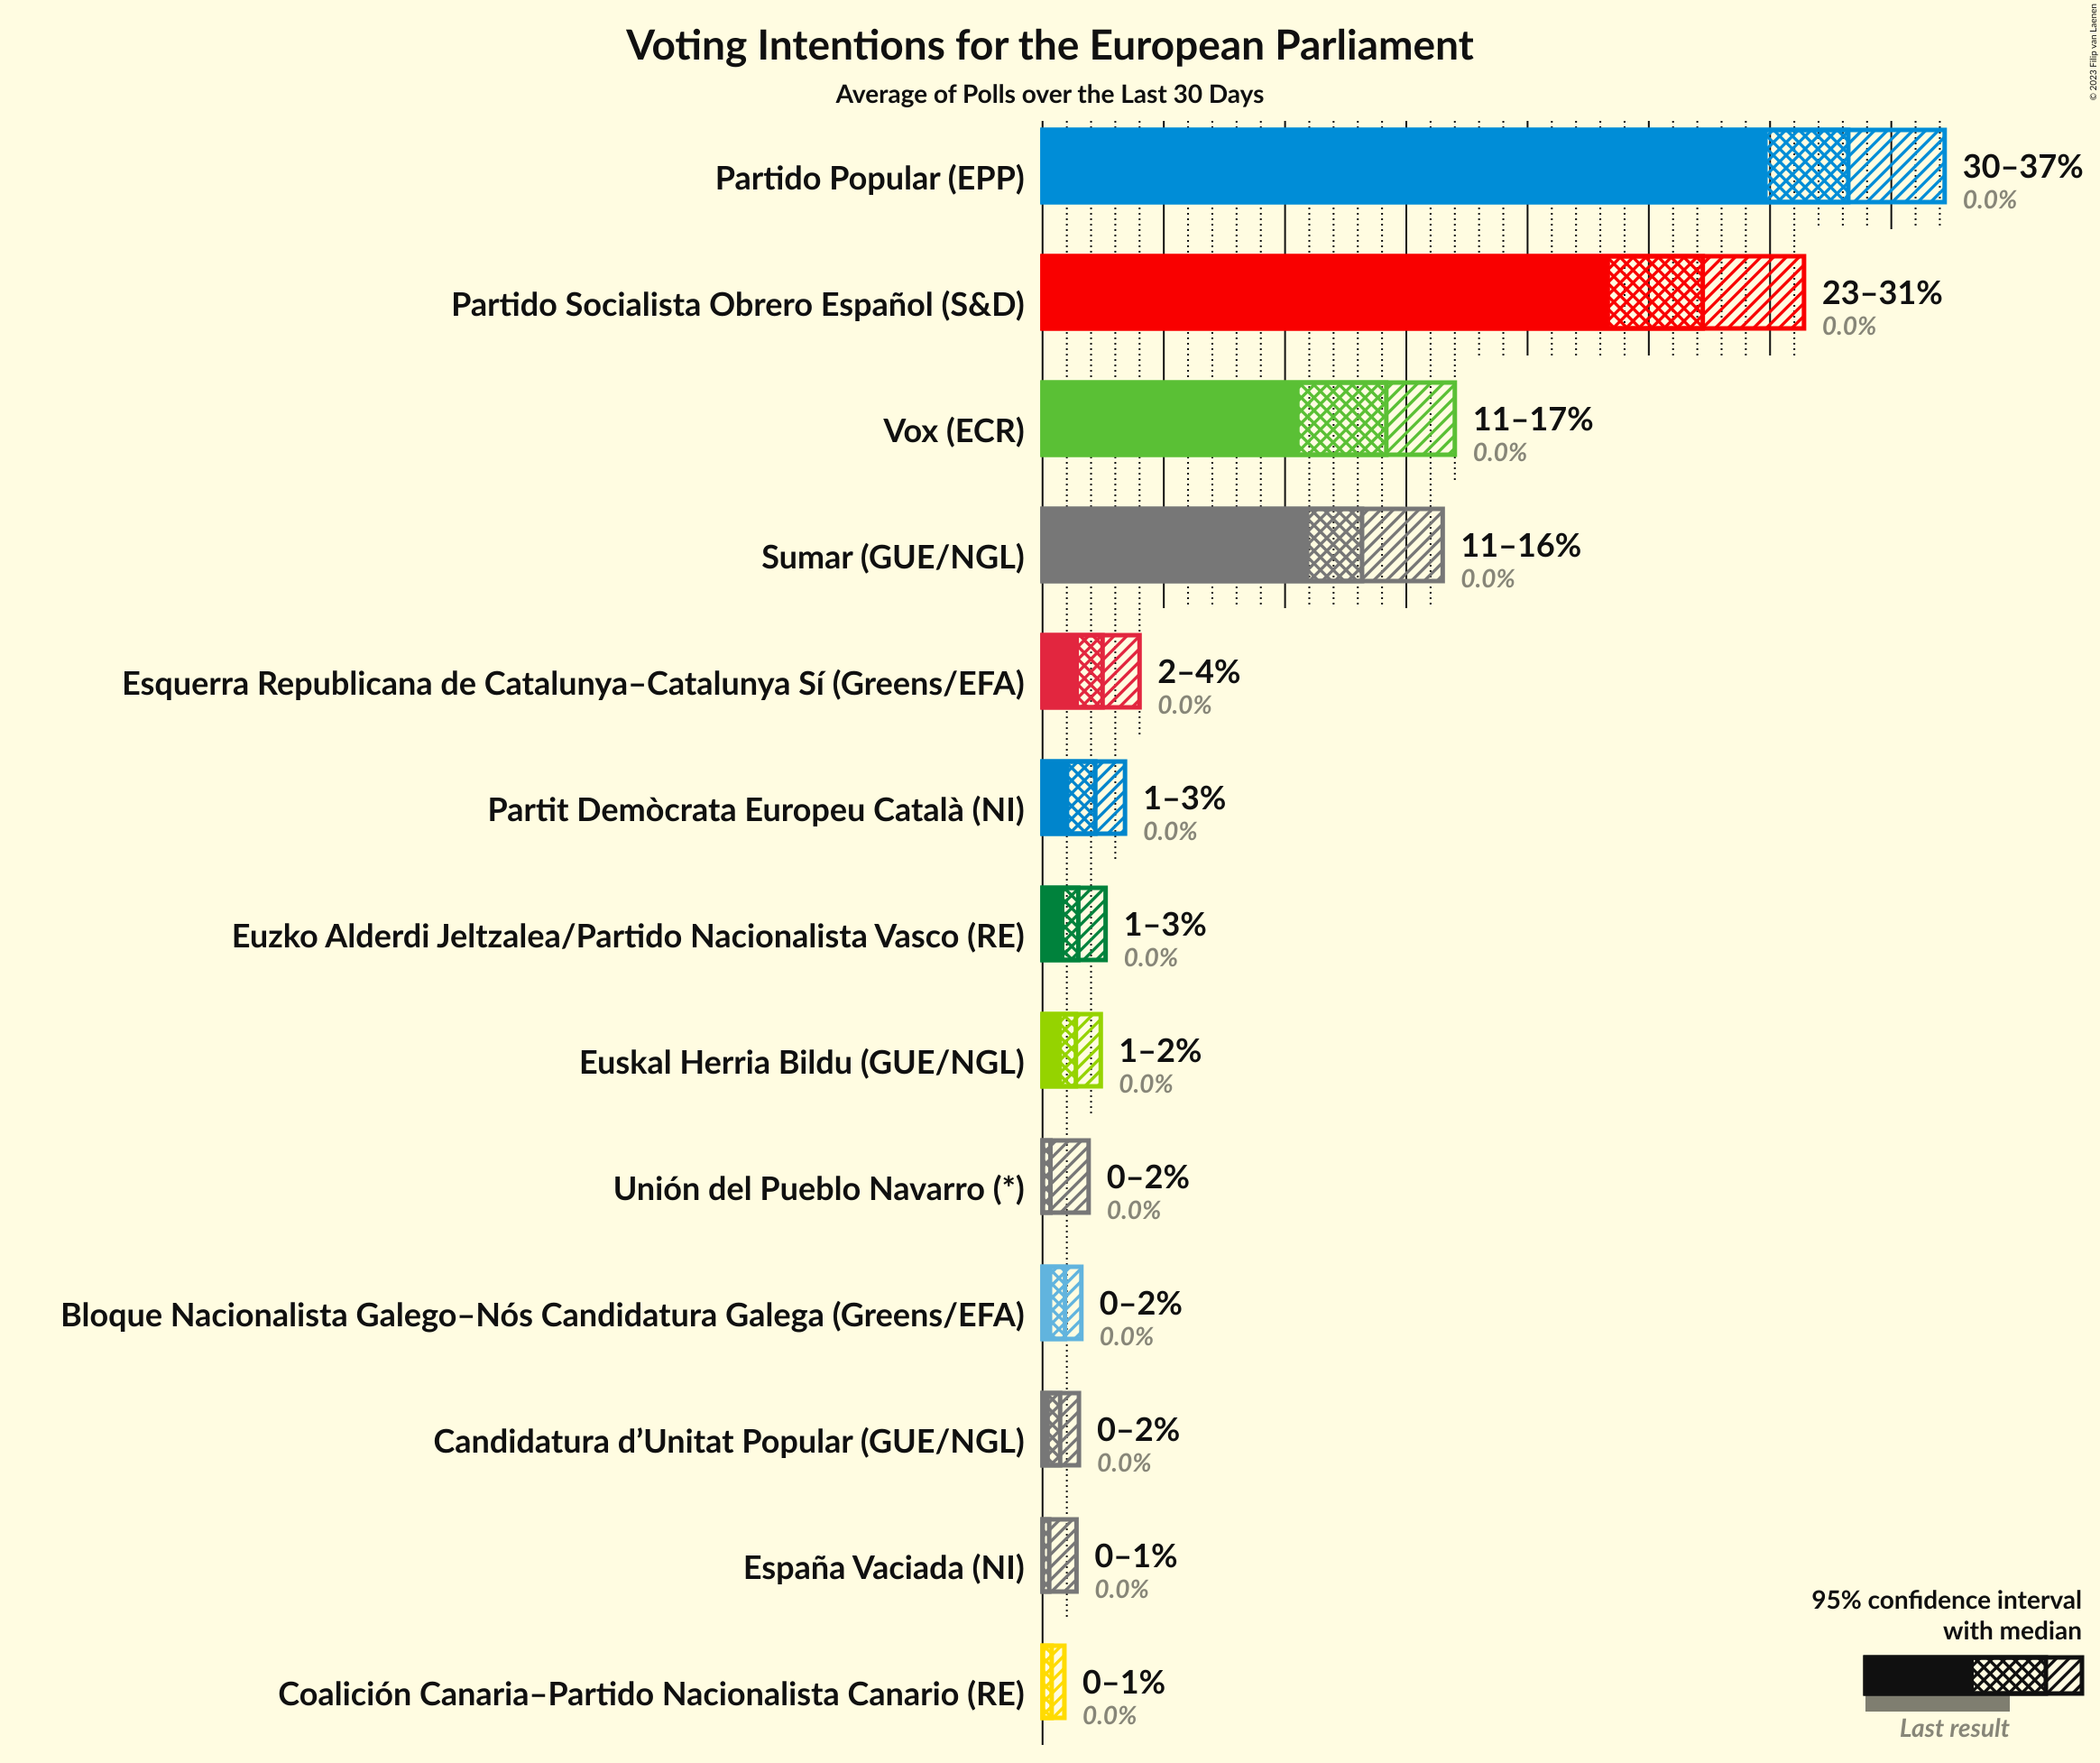 Voting Intentions for the European Parliament
Average of Polls over the Last 30 Days
© 2023 Filip van Laenen
Partido Popular (EPP)
30–37%
0.0%
Partido Socialista Obrero Español (S&D)
23–31%
0.0%
Vox (ECR)
11–17%
0.0%
Sumar (GUE/NGL)
11–16%
0.0%
Esquerra Republicana de Catalunya–Catalunya Sí (Greens/EFA)
2–4%
0.0%
Partit Demòcrata Europeu Català (NI)
1–3%
0.0%
Euzko Alderdi Jeltzalea/Partido Nacionalista Vasco (RE)
1–3%
0.0%
Euskal Herria Bildu (GUE/NGL)
1–2%
0.0%
Unión del Pueblo Navarro (*)
0–2%
0.0%
Bloque Nacionalista Galego–Nós Candidatura Galega (Greens/EFA)
0–2%
0.0%
Candidatura d’Unitat Popular (GUE/NGL)
0–2%
0.0%
España Vaciada (NI)
0–1%
0.0%
Coalición Canaria–Partido Nacionalista Canario (RE)
0–1%
0.0%
95% confidence interval
with median
Last result